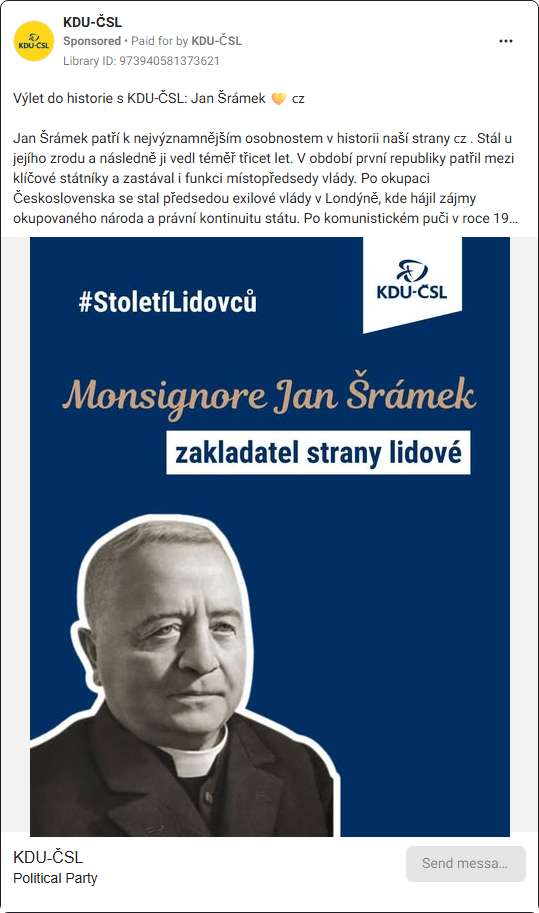 KDU-ČSL
Sponsored • Paid for by KDU-ČSL
Library ID: 973940581373621
Výlet do historie s KDU-ČSL: Jan Šrámek 🧡 cz
Jan Šrámek patří k nejvýznamnějším osobnostem v historii naší strany cz . Stál u
jejího zrodu a následně ji vedl téměř třicet let. V období první republiky patřil mezi
klíčové státníky a zastával i funkci místopředsedy vlády. Po okupaci
Československa se stal předsedou exilové vlády v Londýně, kde hájil zájmy
okupovaného národa a právní kontinuitu státu. Po komunistickém puči v roce 19...
#StoletíLidovců
KDU-ČSL
Monsignore Jan Šrámek
zakladatel strany lidové
KDU-ČSL
Political Party
Send messa...